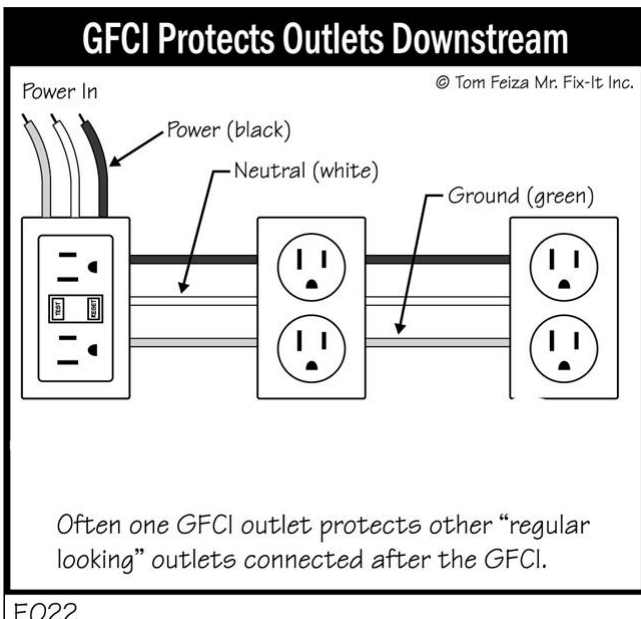 GFCI Protects Outlets Downstream
© Tom Feiza Mr. Fix-It Inc.
Power In
Power (black)
Neutral (white)
Ground (green)
TEST
RESET
Often one GFCI outlet protects other “regular
looking” outlets connected after the GFCI.
E022